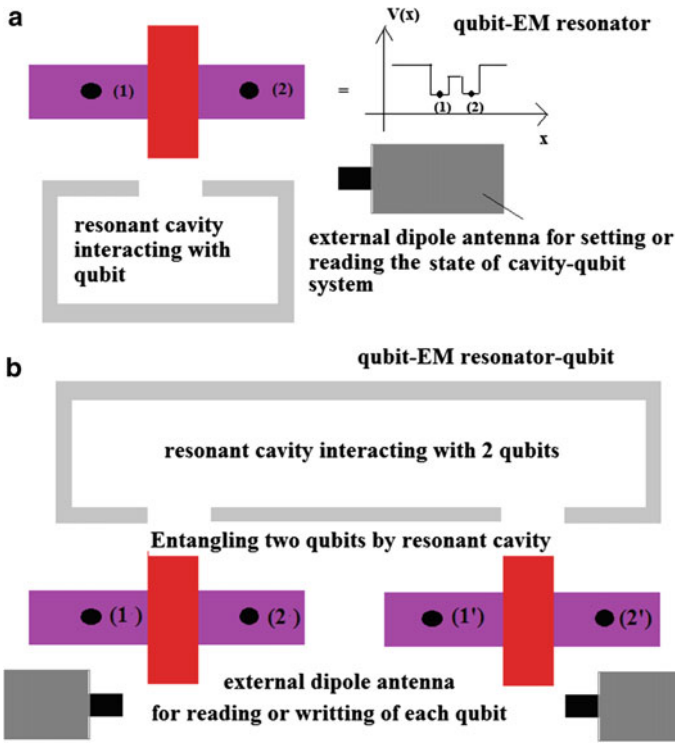 a
V(x)
qubit-EM resonator
(1)
(2)
=
(1)
(2)
x
resonant cavity
interacting with
qubit
external dipole antenna for setting or
reading the state of cavity-qubit
system
qubit-EM resonator-qubit
b
resonant cavity interacting with 2 qubits
Entangling two qubits by resonant cavity
(1)
(2)
(1')
(2')
external dipole antenna
for reading or writting of each qubit